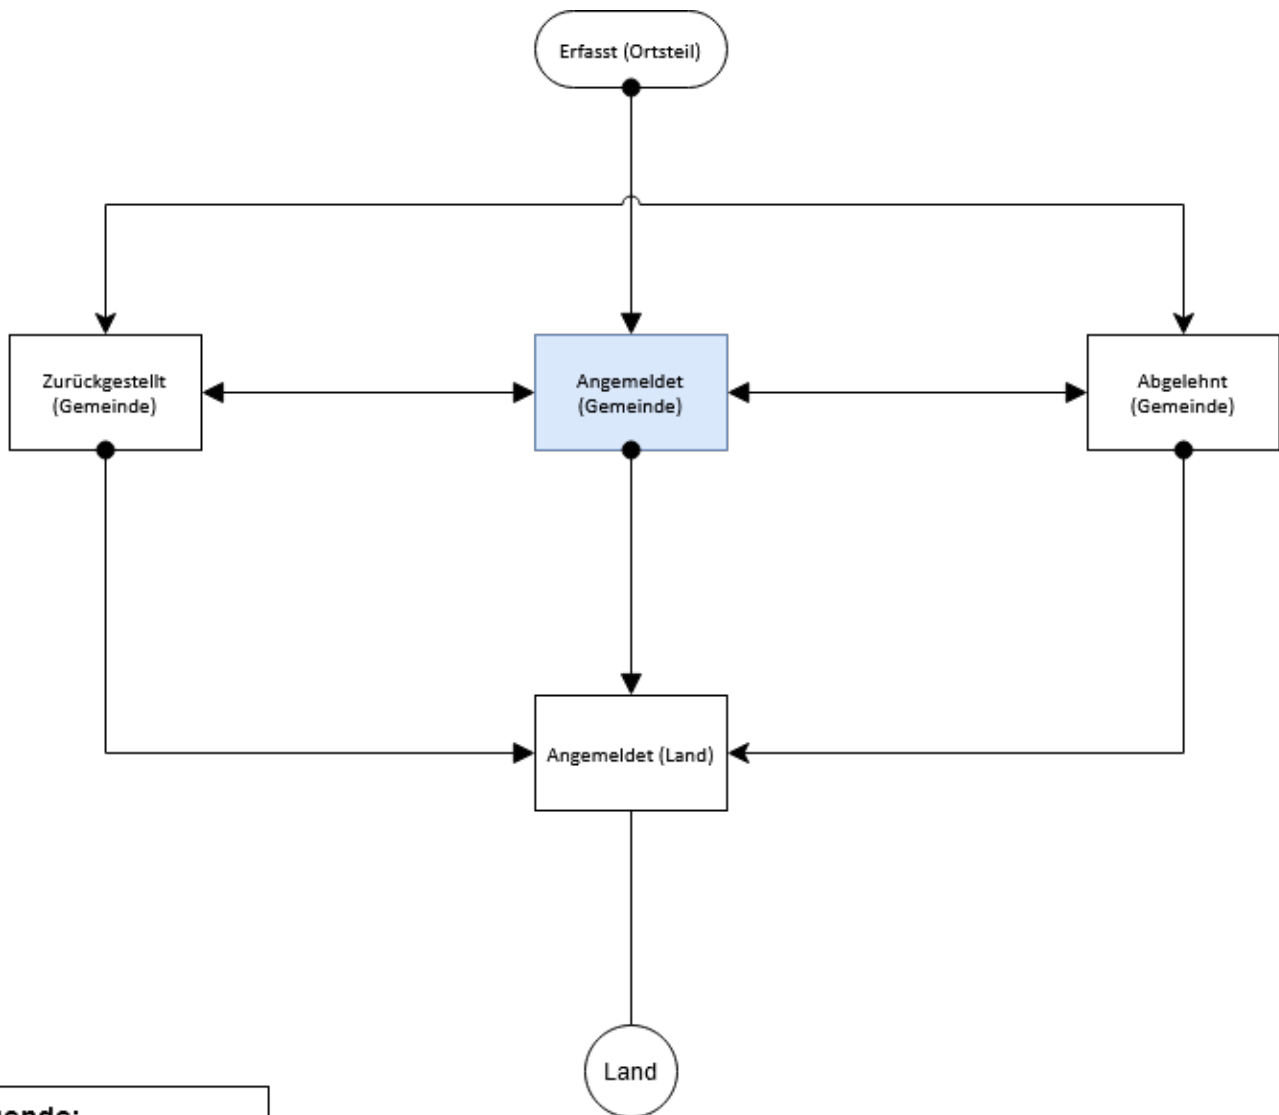 Erfasst (Ortsteil)
Zurückgestellt
(Gemeinde)
Angemeldet
(Gemeinde)
Abgelehnt
(Gemeinde)
Angemeldet (Land)
Land